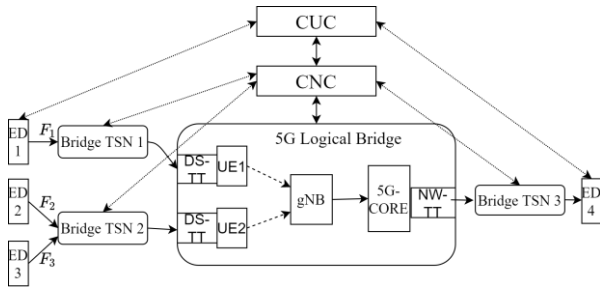 CUC
CNC
5G Logical Bridge
ED
1
F₁
Bridge TSN 1
DS-
TT
UE1
ED
2
F₂
Bridge TSN 2
DS-
TT
UE2
ED
3
F₃
gNB
5G-
CORE
NW-
TT
Bridge TSN 3
ED
4